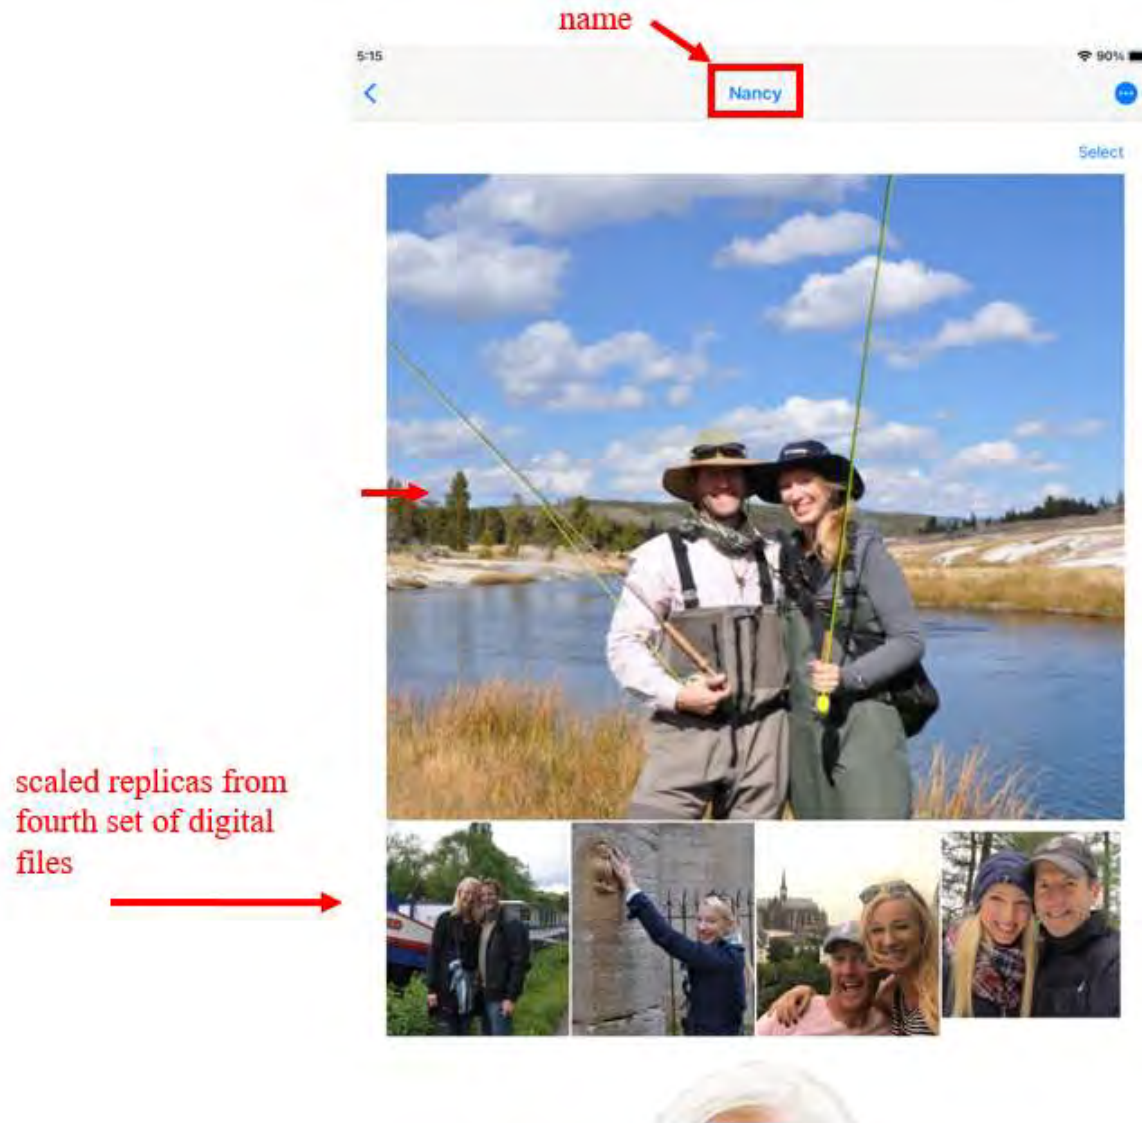 name
5:15
90%
Nancy
Select
scaled replicas from
fourth set of digital
files